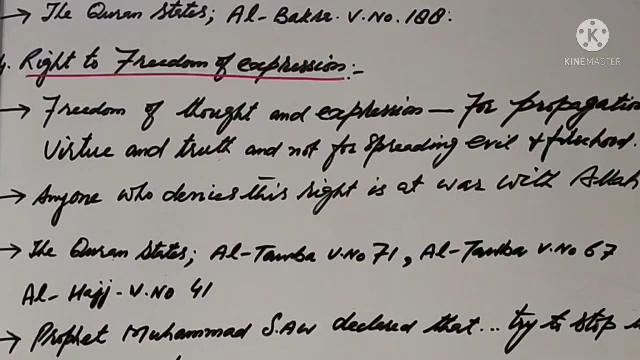 → The Quran States; Al-Bakra. V.No.188.
4. Right to Freedom of expression:-
→ Freedom of thought and expression — For propagation
Virtue and truth and not for spreading evil &
→ Anyone who denies this right is at war with Allah
→ The Quran States; Al-Tawba V.No 71, Al-Tawba V.No 67
Al-Hajj-V.No 41
→ Prophet Muhammad S.A.W declared that... try to stop
KINEMASTER